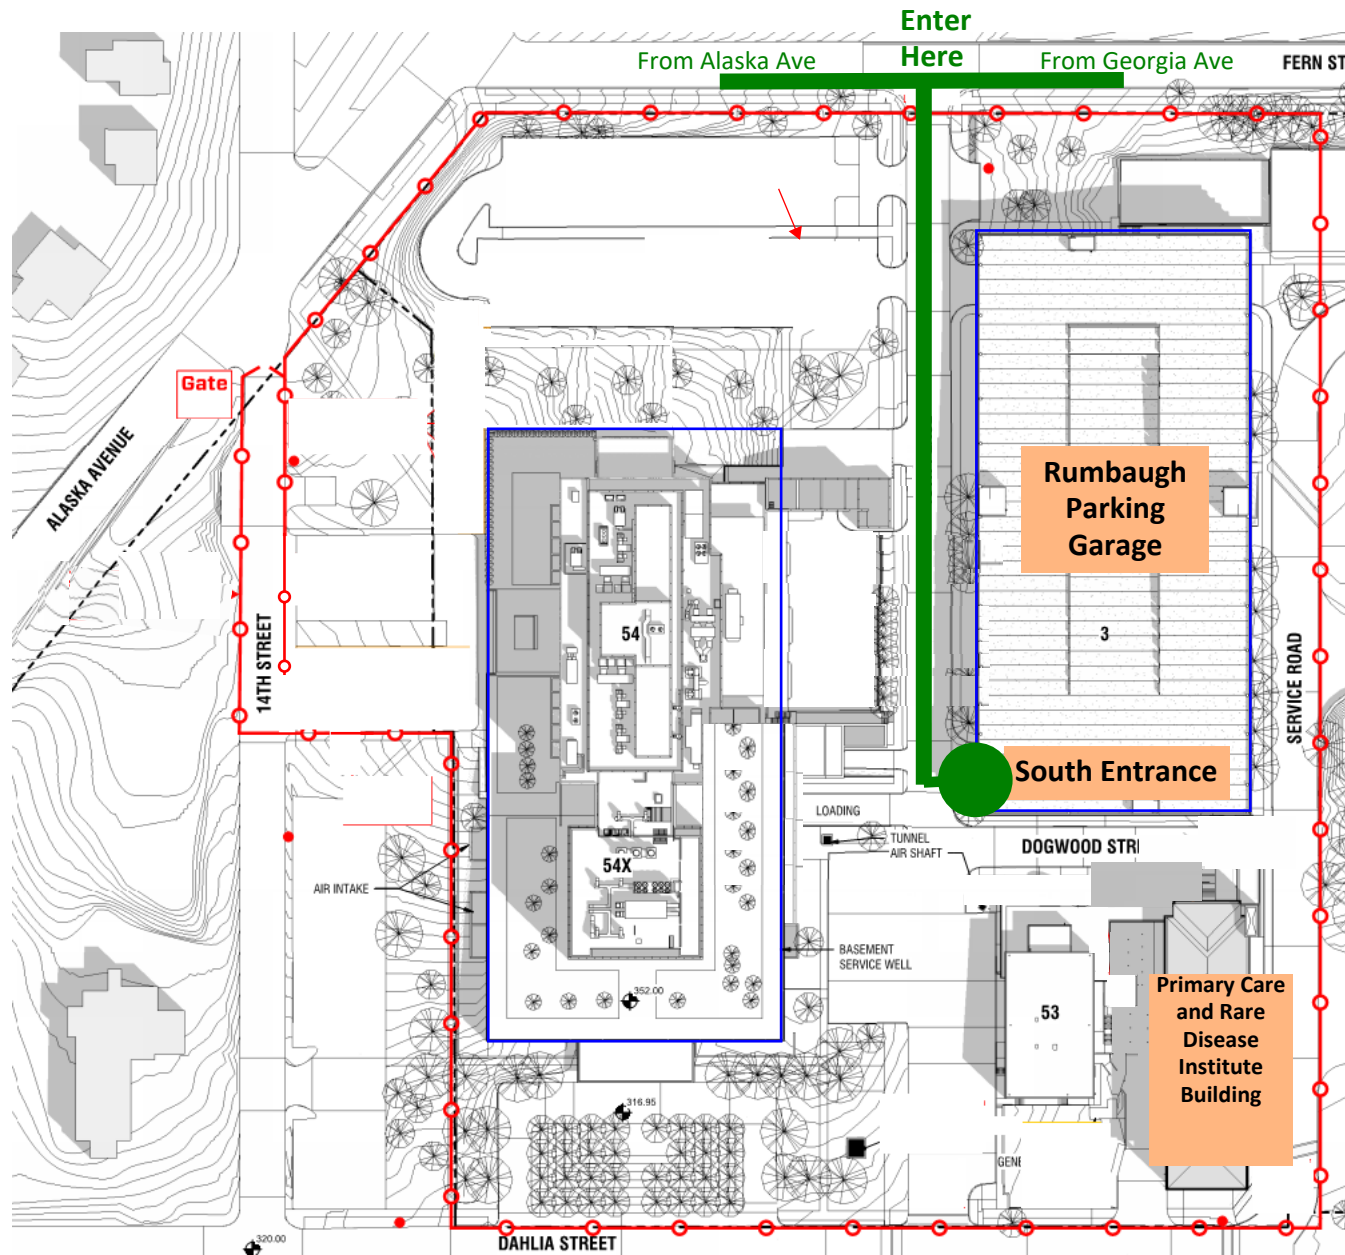 Enter
Here
From Alaska Ave
From Georgia Ave
FERN ST
Gate
ALASKA AVENUE
14TH STREET
Rumbaugh
Parking
Garage
54
3
SERVICE ROAD
South Entrance
LOADING
TUNNEL
AIR SHAFT
DOGWOOD STR
54X
AIR INTAKE
BASEMENT
SERVICE WELL
352.00
53
Primary Care
and Rare
Disease
Institute
Building
316.95
GENE
DAHLIA STREET
320.00